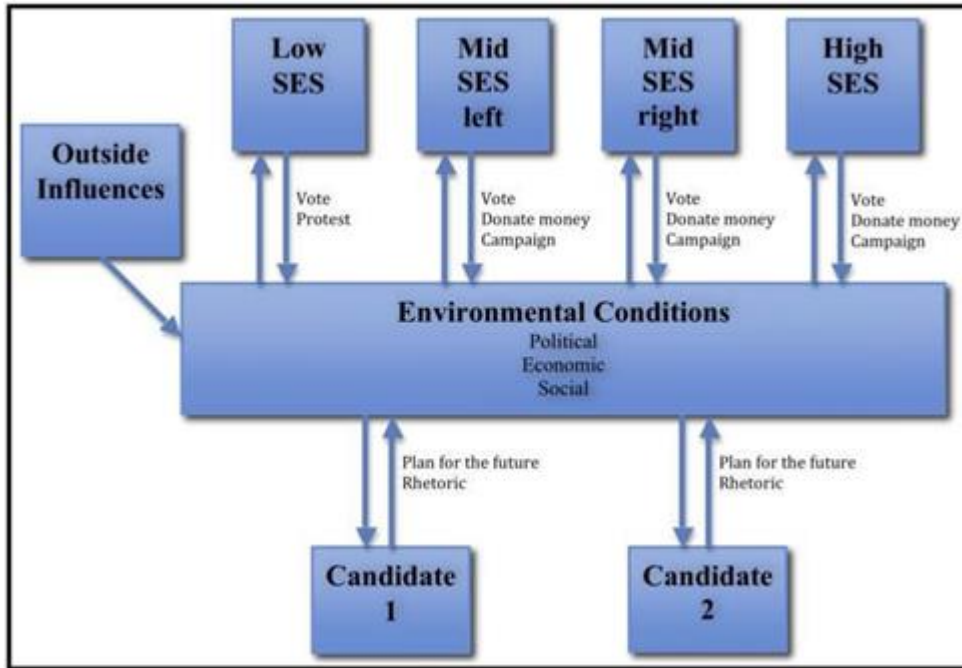 Low
SES
Mid
SES
left
Mid
SES
right
High
SES
Outside
Influences
Vote
Protest
Vote
Donate money
Campaign
Vote
Donate money
Campaign
Vote
Donate money
Campaign
Environmental Conditions
Political
Economic
Social
Plan for the future
Rhetoric
Plan for the future
Rhetoric
Candidate
1
Candidate
2